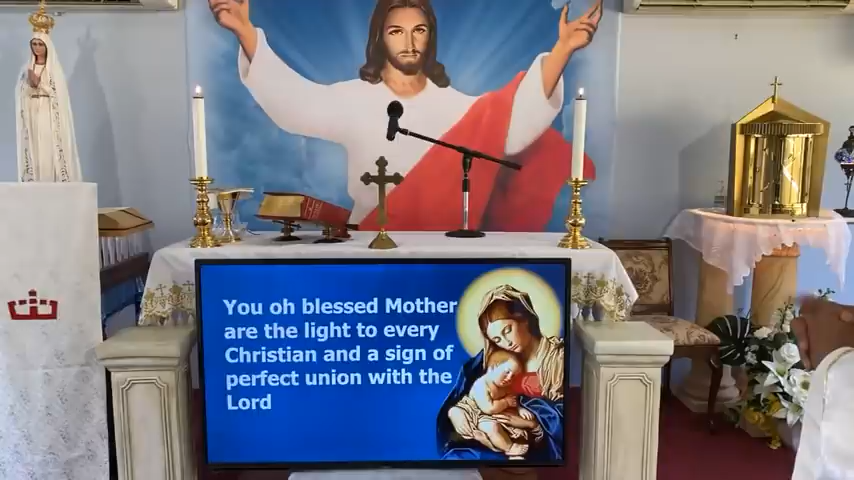 You oh blessed Mother
are the light to every
Christian and a sign of
perfect union with the
Lord